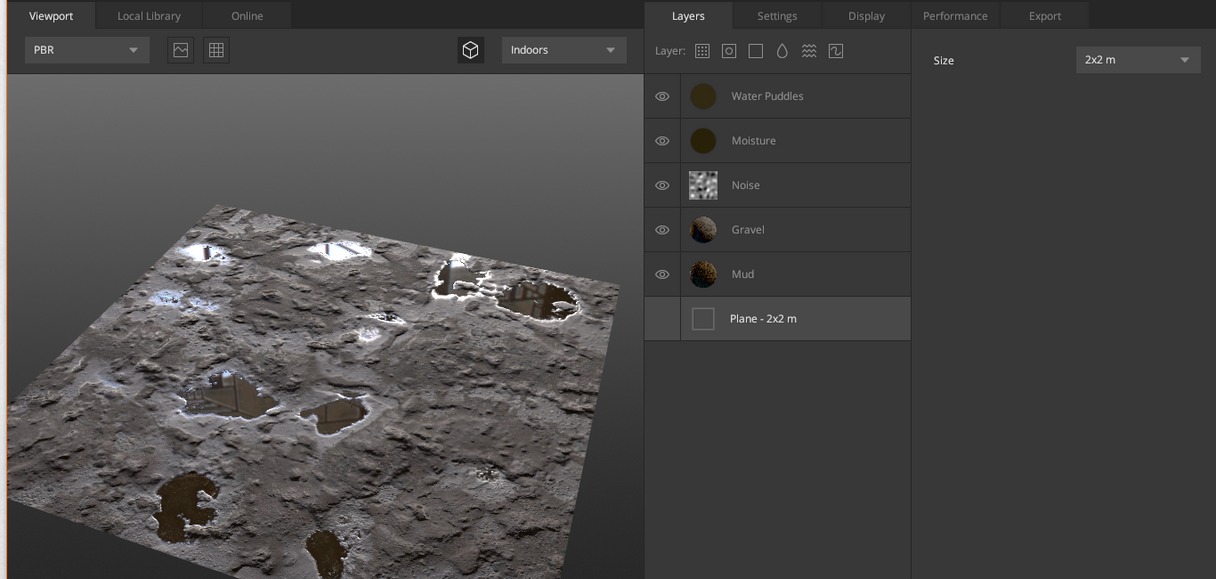 Viewport Local Library Online Layers Settings Display Performance Export
PBR Indoors Layer: Size 2x2 m
Water Puddles
Moisture
Noise
Gravel
Mud
Plane - 2x2 m